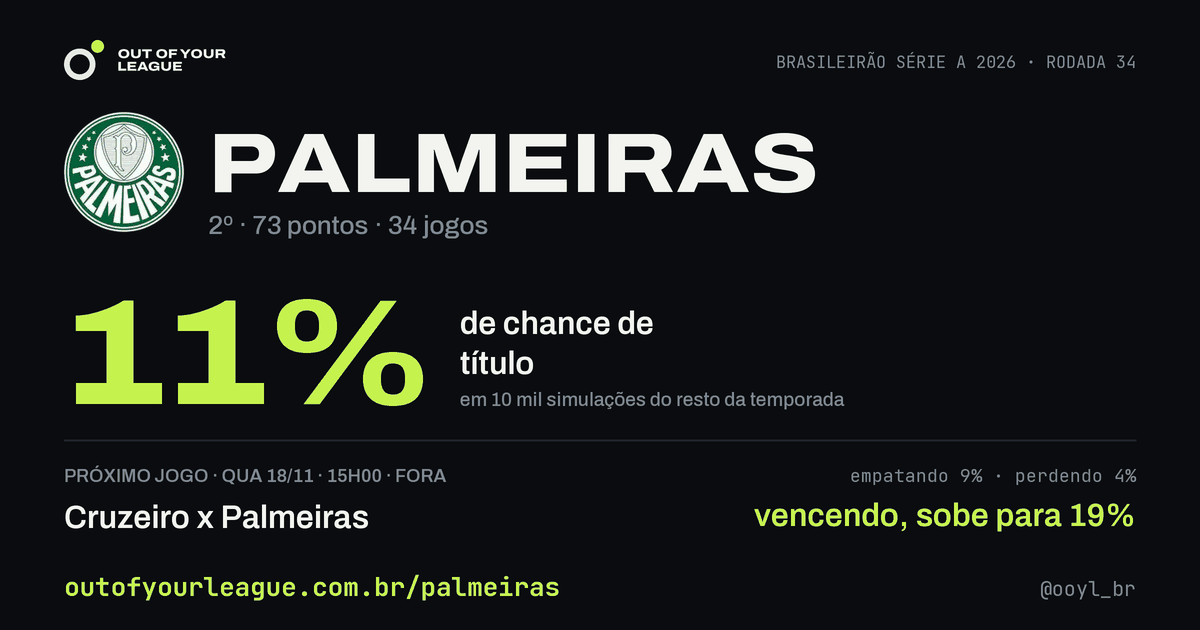 OUT OF YOUR
LEAGUE
BRASILEIRÃO SÉRIE A 2026 · RODADA 34
P
PALMEIRAS
PALMEIRAS
2º · 73 pontos · 34 jogos
11%
de chance de
título
em 10 mil simulações do resto da temporada
PRÓXIMO JOGO · QUA 18/11 · 15H00 · FORA
empatando 9% · perdendo 4%
Cruzeiro x Palmeiras
vencendo, sobe para 19%
outofyourleague.com.br/palmeiras
@ooyl_br